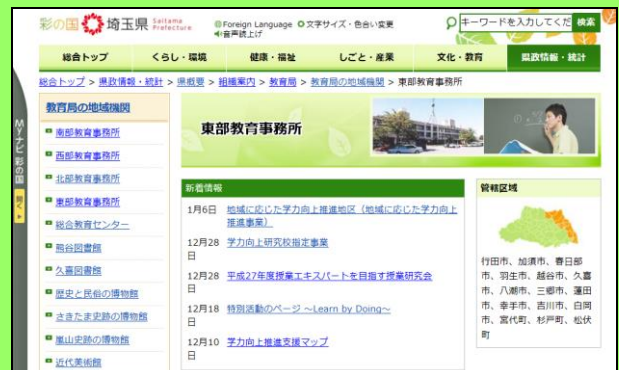 彩の国 埼玉県 Saitama Prefecture
Foreign Language 文字サイズ・色合い変更
音声読上げ
キーワードを入力してくだ 検索
総合トップ くらし・環境 健康・福祉 しごと・産業 文化・教育 県政情報・統計
総合トップ > 県政情報・統計 > 県概要 > 組織案内 > 教育局 > 教育局の地域機関 > 東部教育事務所
Myナビ 彩の国 開く
教育局の地域機関
南部教育事務所
西部教育事務所
北部教育事務所
東部教育事務所
総合教育センター
熊谷図書館
久喜図書館
歴史と民俗の博物館
さきたま史跡の博物館
嵐山史跡の博物館
近代美術館
東部教育事務所
新着情報
1月6日 地域に応じた学力向上推進地区（地域に応じた学力向上
推進事業）
12月28日 学力向上研究校指定事業
12月28日 平成27年度授業エキスパートを目指す授業研究会
12月18日 特別活動のページ ～Learn by Doing～
12月10日 学力向上推進支援マップ
管轄区域
行田市、加須市、春日部
市、羽生市、越谷市、久喜
市、八潮市、三郷市、蓮田
市、幸手市、吉川市、白岡
市、宮代町、杉戸町、松伏
町